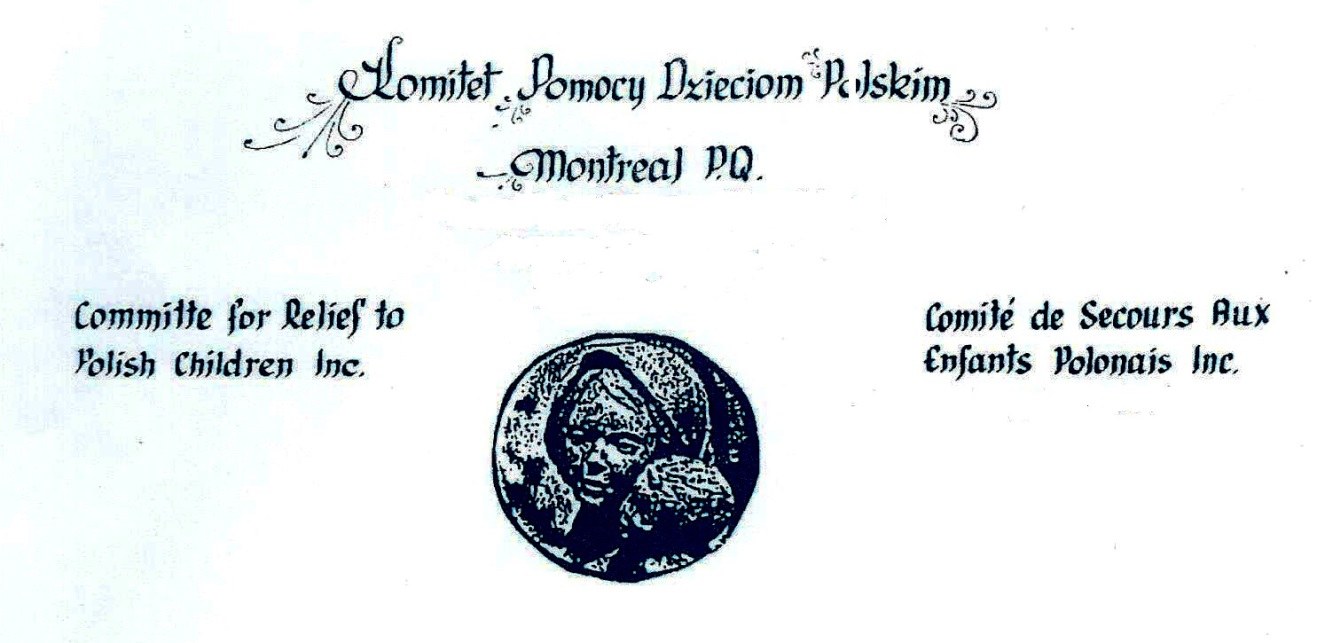 Komitet Pomocy Dzieciom Polskim
Montreal P.Q.
Committe for Relief to
Polish Children Inc.
Comité de Secours Aux
Enfants Polonais Inc.